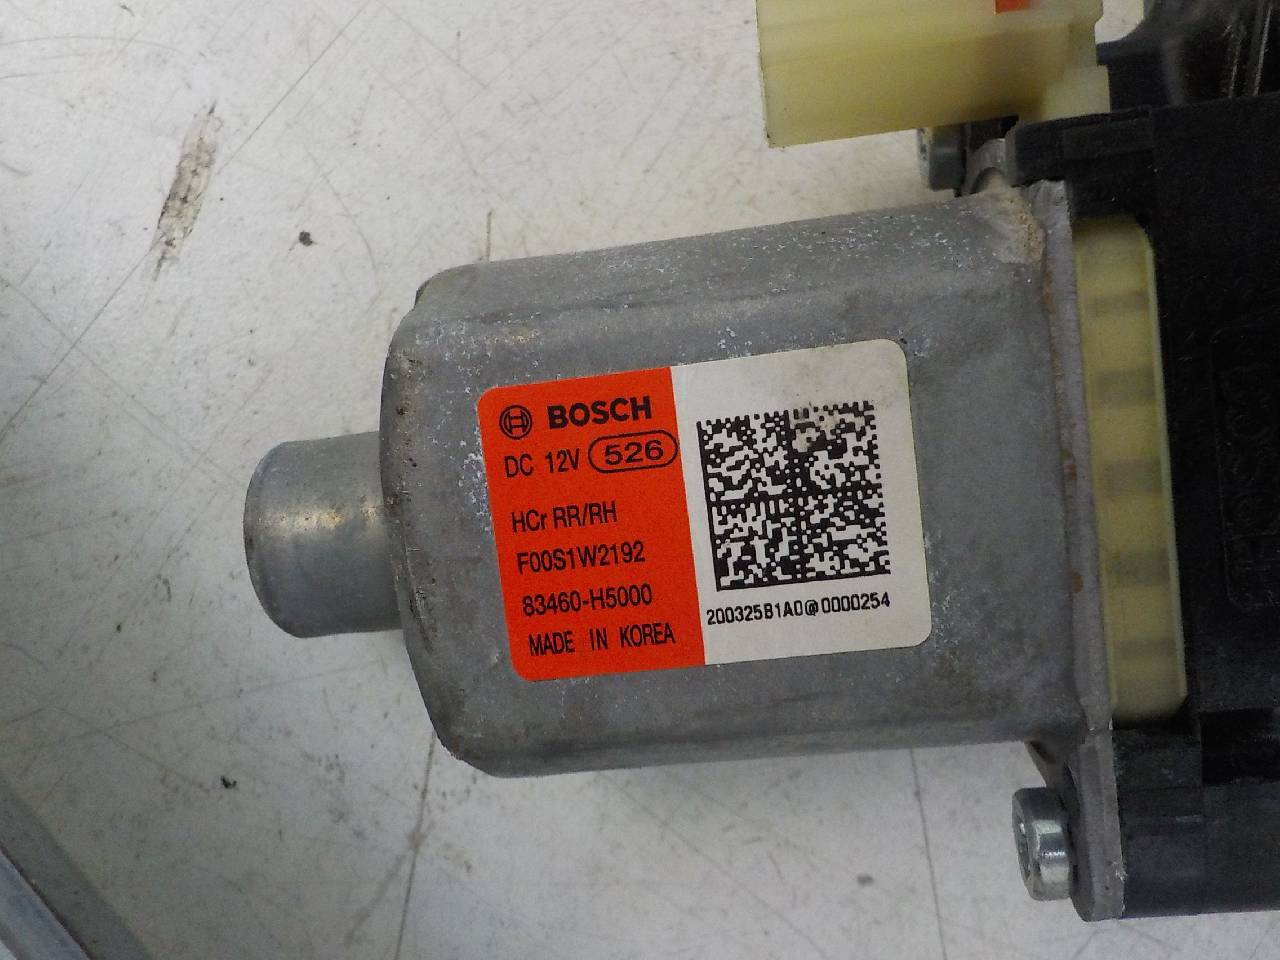 BOSCH
DC 12V 526
HCr RR/RH
F00S1W2192
83460-H5000
MADE IN KOREA
200325B1A0@0000254